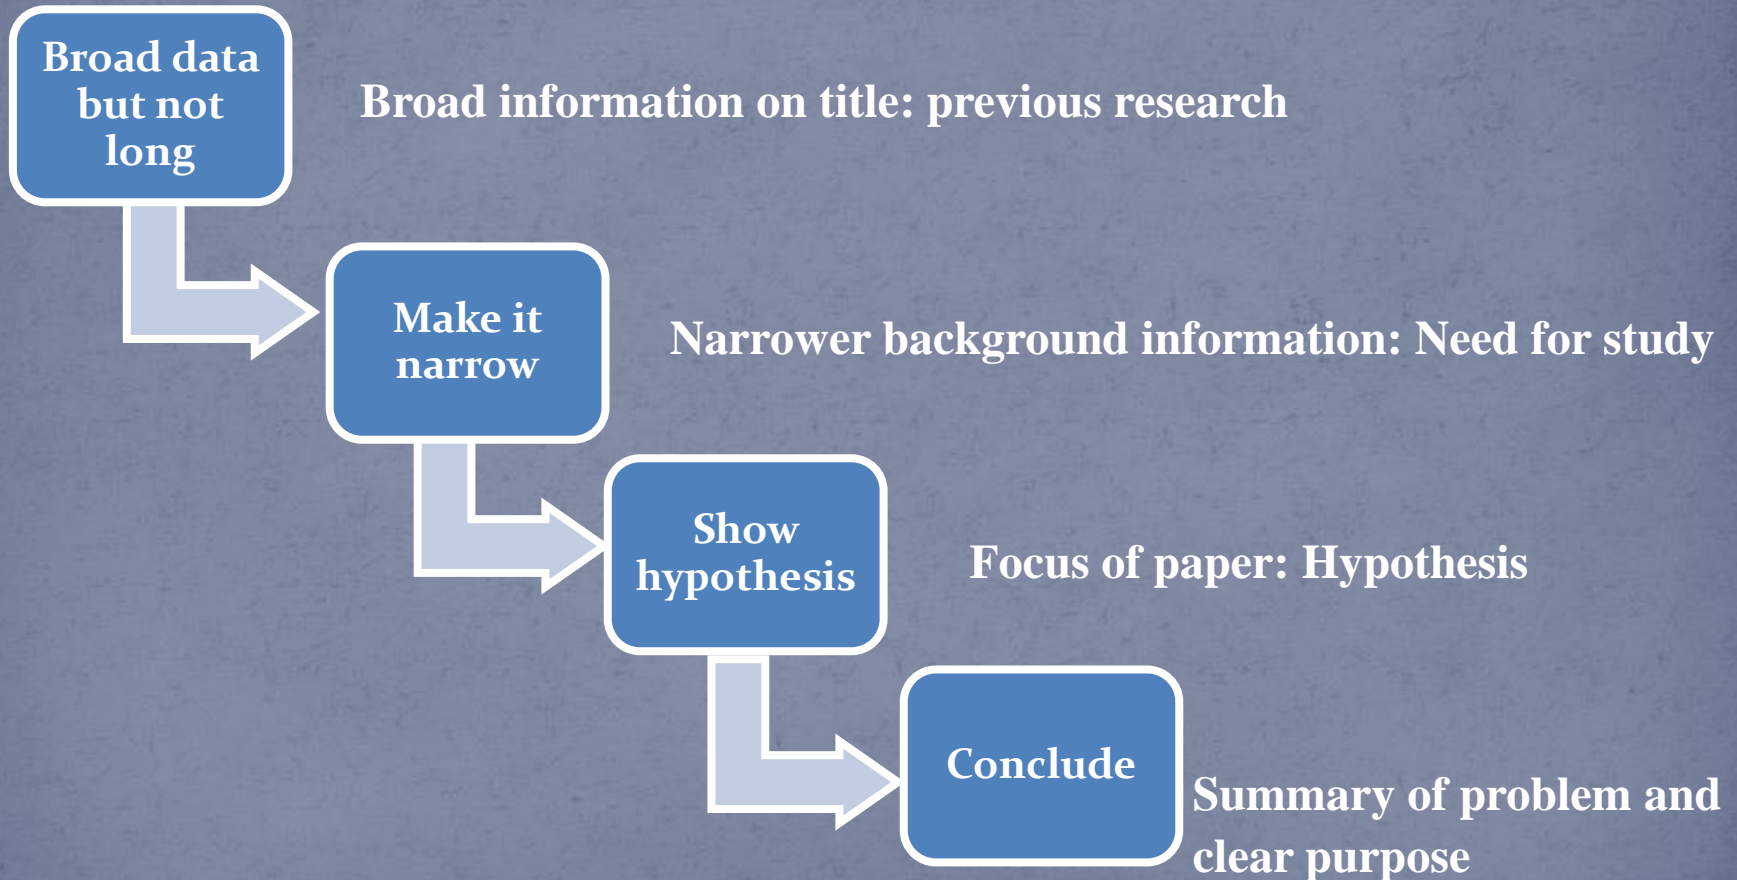 Broad data
but not
long
Broad information on title: previous research
Make it
narrow
Narrower background information: Need for study
Show
hypothesis
Focus of paper: Hypothesis
Conclude
Summary of problem and
clear purpose